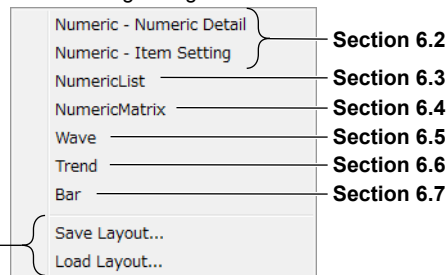 Numeric - Numeric Detail
Numeric - Item Setting
Section 6.2
NumericList
Section 6.3
NumericMatrix
Section 6.4
Wave
Section 6.5
Trend
Section 6.6
Bar
Section 6.7
Save Layout...
Load Layout...